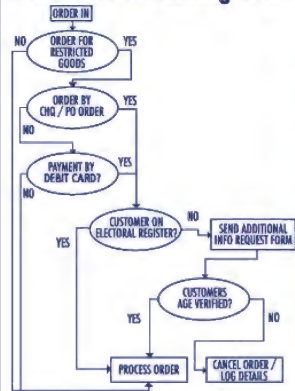 ORDER IN
ORDER FOR
RESTRICTED
GOODS
YES
NO
ORDER BY
CHQ / PO ORDER
YES
NO
PAYMENT BY
DEBIT CARD?
YES
NO
CUSTOMER ON
ELECTORAL REGISTER?
NO
YES
SEND ADDITIONAL
INFO REQUEST FORM
CUSTOMERS
AGE VERIFIED?
YES
NO
PROCESS ORDER
CANCEL ORDER /
LOG DETAILS